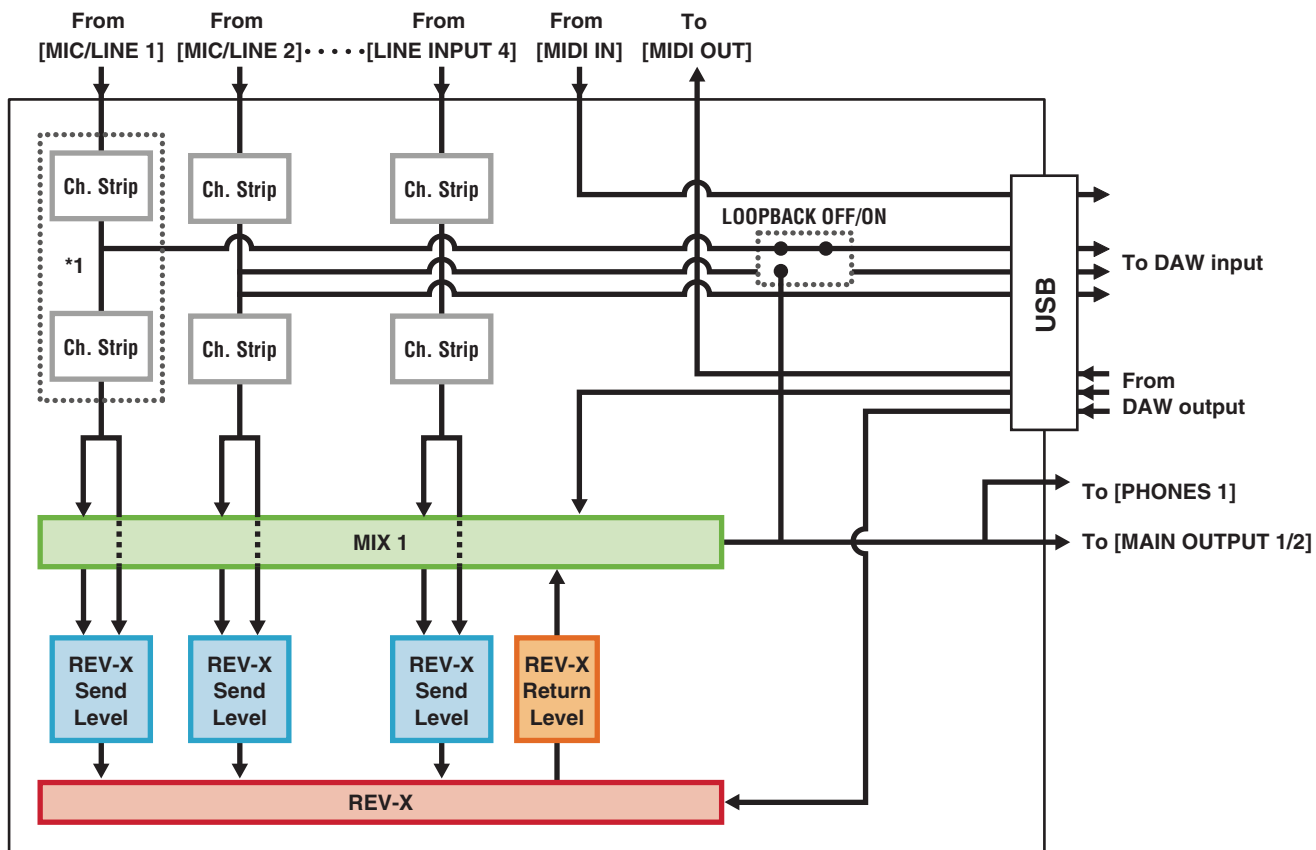 From
[MIC/LINE 1]
From
[MIC/LINE 2]
From
[LINE INPUT 4]
From
[MIDI IN]
To
[MIDI OUT]
Ch. Strip
Ch. Strip
Ch. Strip
LOOPBACK OFF/ON
*1
USB
To DAW input
Ch. Strip
Ch. Strip
Ch. Strip
From
DAW output
To [PHONES 1]
MIX 1
To [MAIN OUTPUT 1/2]
REV-X
Send
Level
REV-X
Send
Level
REV-X
Send
Level
REV-X
Return
Level
REV-X